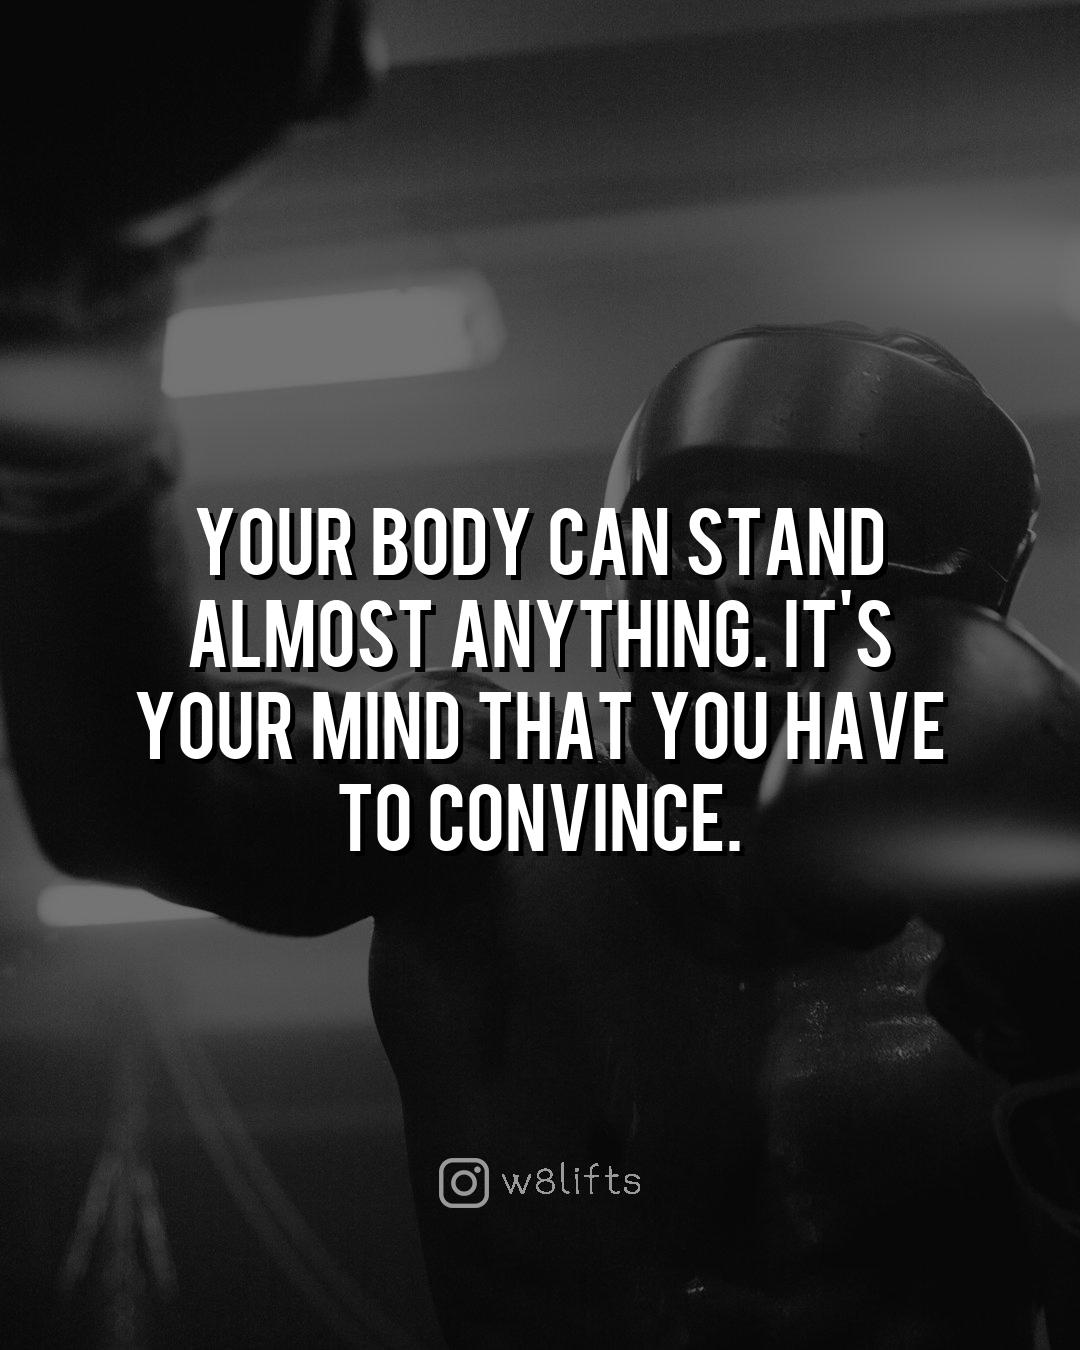 YOUR BODY CAN STAND
ALMOST ANYTHING. IT'S
YOUR MIND THAT YOU HAVE
TO CONVINCE.
w8lifts